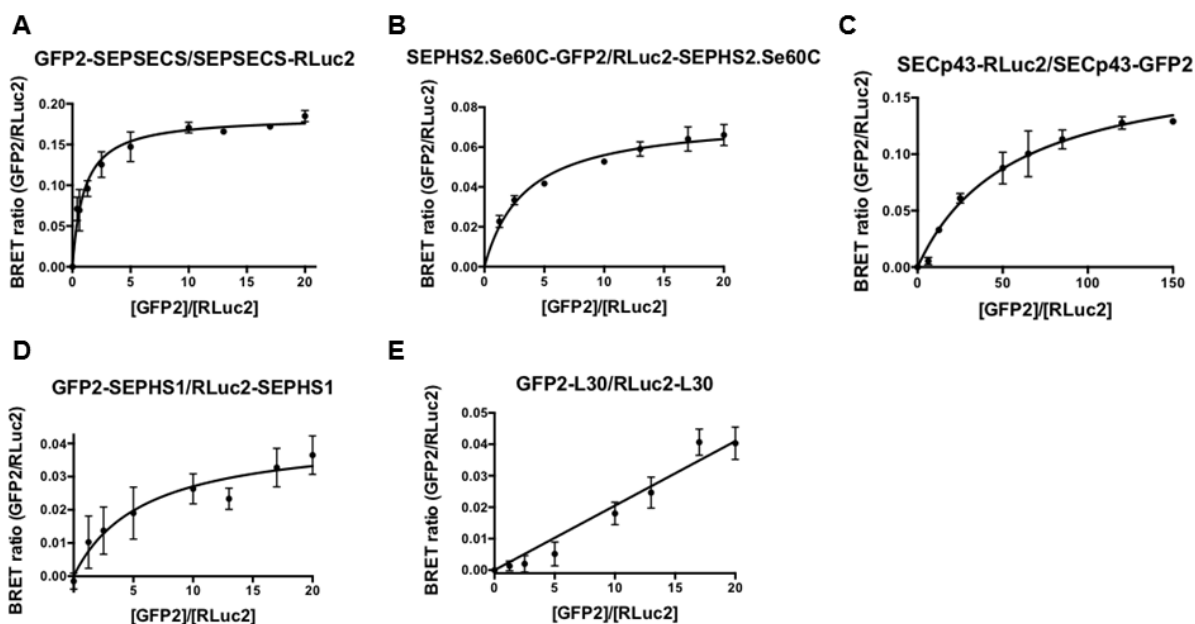 A
GFP2-SEPSECS/SEPSECS-RLuc2
BRET ratio (GFP2/RLuc2)
0.20
0.15
0.10
0.05
0.00
0 5 10 15 20
[GFP2]/[RLuc2]
B
SEPHS2.Se60C-GFP2/RLuc2-SEPHS2.Se60C
BRET ratio (GFP2/RLuc2)
0.08
0.06
0.04
0.02
0.00
0 5 10 15 20
[GFP2]/[RLuc2]
C
SECp43-RLuc2/SECp43-GFP2
BRET ratio (GFP2/RLuc2)
0.15
0.10
0.05
0.00
0 50 100 150
[GFP2]/[RLuc2]
D
GFP2-SEPHS1/RLuc2-SEPHS1
BRET ratio (GFP2/RLuc2)
0.04
0.03
0.02
0.01
0.00
0 5 10 15 20
[GFP2]/[RLuc2]
E
GFP2-L30/RLuc2-L30
BRET ratio (GFP2/RLuc2)
0.05
0.04
0.03
0.02
0.01
0.00
0 5 10 15 20
[GFP2]/[RLuc2]